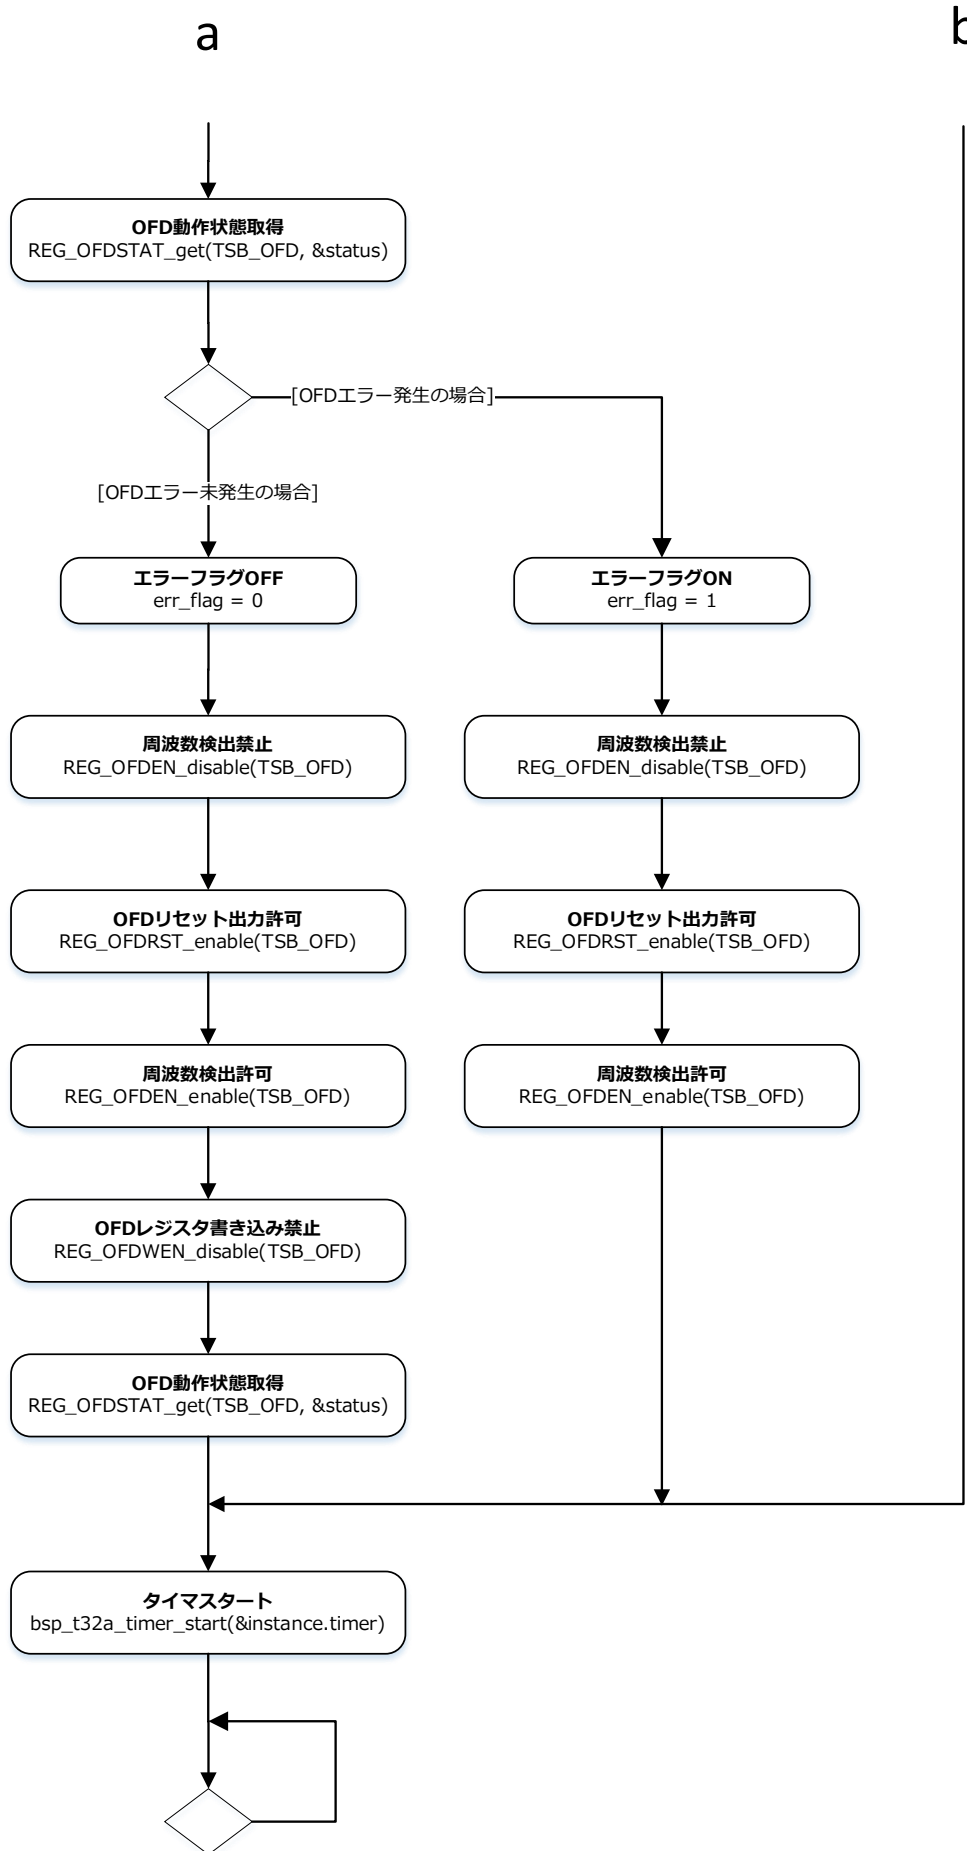 a
b
OFD動作状態取得
REG_OFDSTAT_get(TSB_OFD, &status)
[OFDエラー発生の場合]
[OFDエラー未発生の場合]
エラーフラグOFF
err_flag = 0
エラーフラグON
err_flag = 1
周波数検出禁止
REG_OFDEN_disable(TSB_OFD)
周波数検出禁止
REG_OFDEN_disable(TSB_OFD)
OFDリセット出力許可
REG_OFDRST_enable(TSB_OFD)
OFDリセット出力許可
REG_OFDRST_enable(TSB_OFD)
周波数検出許可
REG_OFDEN_enable(TSB_OFD)
周波数検出許可
REG_OFDEN_enable(TSB_OFD)
OFDレジスタ書き込み禁止
REG_OFDWEN_disable(TSB_OFD)
OFD動作状態取得
REG_OFDSTAT_get(TSB_OFD, &status)
タイマスタート
bsp_t32a_timer_start(&instance.timer)